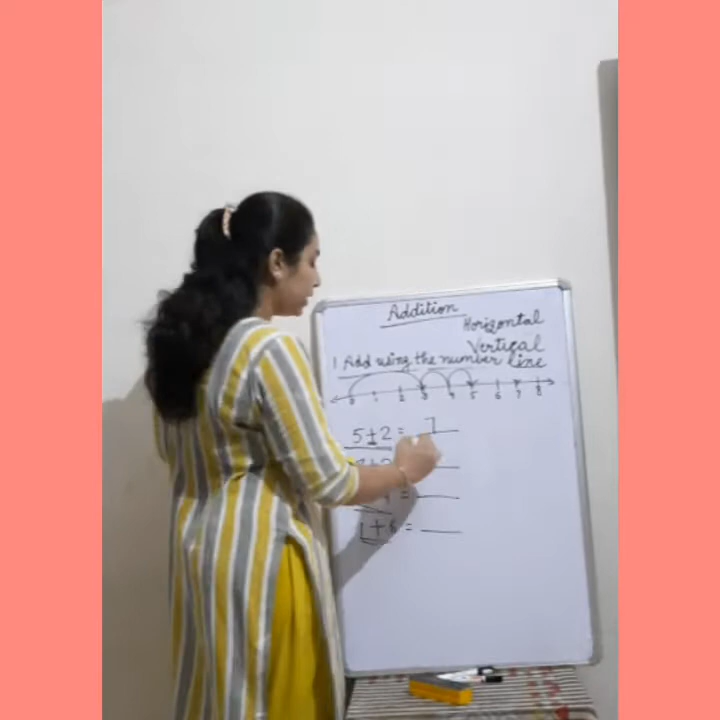 Addition
Horizontal
Vertical
1 Add using the number line
0 1 2 3 4 5 6 7 8
5+2 = 7
+2
= 
1+6 =